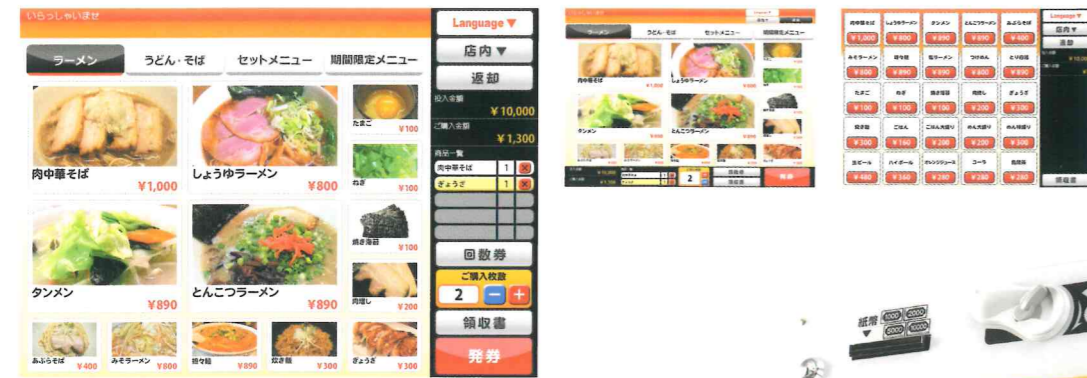 いらっしゃいませ
ラーメン
うどん・そば
セットメニュー
期間限定メニュー
肉中華そば
¥1,000
しょうゆラーメン
¥800
たまご
¥100
ねぎ
¥100
タンメン
¥890
とんこつラーメン
¥890
焼き海苔
¥100
肉増し
¥200
あぶらそば
¥400
みそラーメン
¥800
担々麺
¥890
炊き麺
¥300
ぎょうざ
¥300
Language▼
店内▼
返却
投入金額
¥10,000
ご購入金額
¥1,300
商品一覧
肉中華そば 1
ぎょうざ 1
回数券
ご購入枚数
2
領収書
発券
ラーメン
うどん・そば
セットメニュー
期間限定メニュー
肉中華そば
¥1,000
しょうゆラーメン
¥800
タンメン
¥890
とんこつラーメン
¥890
2
領収書
発券
肉中華そば しょうゆラーメン タンメン とんこつラーメン あぶらそば
¥1,000 ¥800 ¥890 ¥890 ¥400
みそラーメン 担々麺 塩ラーメン つけめん とり白湯
¥800 ¥890 ¥800 ¥800 ¥850
たまご ねぎ 焼き海苔 肉増し ぎょうざ
¥100 ¥100 ¥100 ¥200 ¥300
炊き麺 ごはん ごはん大盛り めん大盛り めん特盛り
¥300 ¥160 ¥200 ¥200 ¥300
生ビール ハイボール オレンジジュース コーラ 烏龍茶
¥480 ¥360 ¥280 ¥280 ¥280
Language▼
店内▼
返却
領収書
紙幣
1000 2000
5000 10000